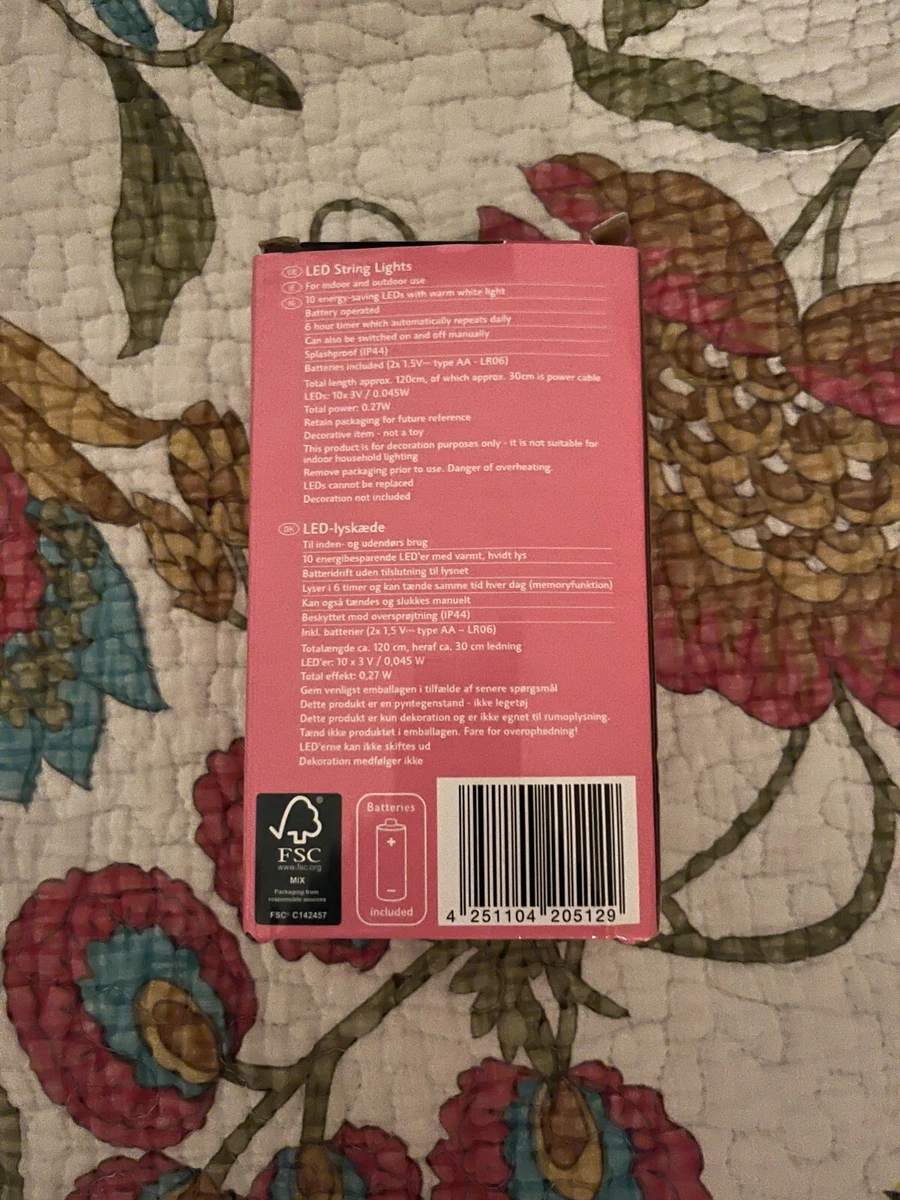 LED String Lights
For indoor and outdoor use
10 energy-saving LEDs with warm white light
Battery operated
6 hour timer which automatically repeats daily
Can also be switched on and off manually
Splashproof (IP44)
Batteries included (2x 1.5V⎓ type AA - LR06)
Total length approx. 120cm, of which approx. 30cm is power cable
LEDs: 10x 3V / 0.045W
Total power: 0.27W
Retain packaging for future reference
Decorative item - not a toy
This product is for decoration purposes only - it is not suitable for
indoor household lighting
Remove packaging prior to use. Danger of overheating.
LEDs cannot be replaced
Decoration not included
DK LED-lyskæde
Til inden- og udendørs brug
10 energibesparende LED'er med varmt, hvidt lys
Batteridrift uden tilslutning til lysnet
Lyser i 6 timer og kan tænde samme tid hver dag (memoryfunktion)
Kan også tændes og slukkes manuelt
Beskyttet mod oversprøjtning (IP44)
Inkl. batterier (2x 1,5 V⎓ type AA – LR06)
Totallængde ca. 120 cm, heraf ca. 30 cm ledning
LED'er: 10 x 3 V / 0,045 W
Total effekt: 0,27 W
Gem venligst emballagen i tilfælde af senere spørgsmål
Dette produkt er en pyntegenstand - ikke legetøj
Dette produkt er kun dekoration og er ikke egnet til rumoplysning.
Tænd ikke produktet i emballagen. Fare for overophedning!
LED'erne kan ikke skiftes ud
Dekoration medfølger ikke
®
FSC
www.fsc.org
MIX
Packaging from
responsible sources
FSC® C142457
Batteries
+
−
included
4 251104 205129